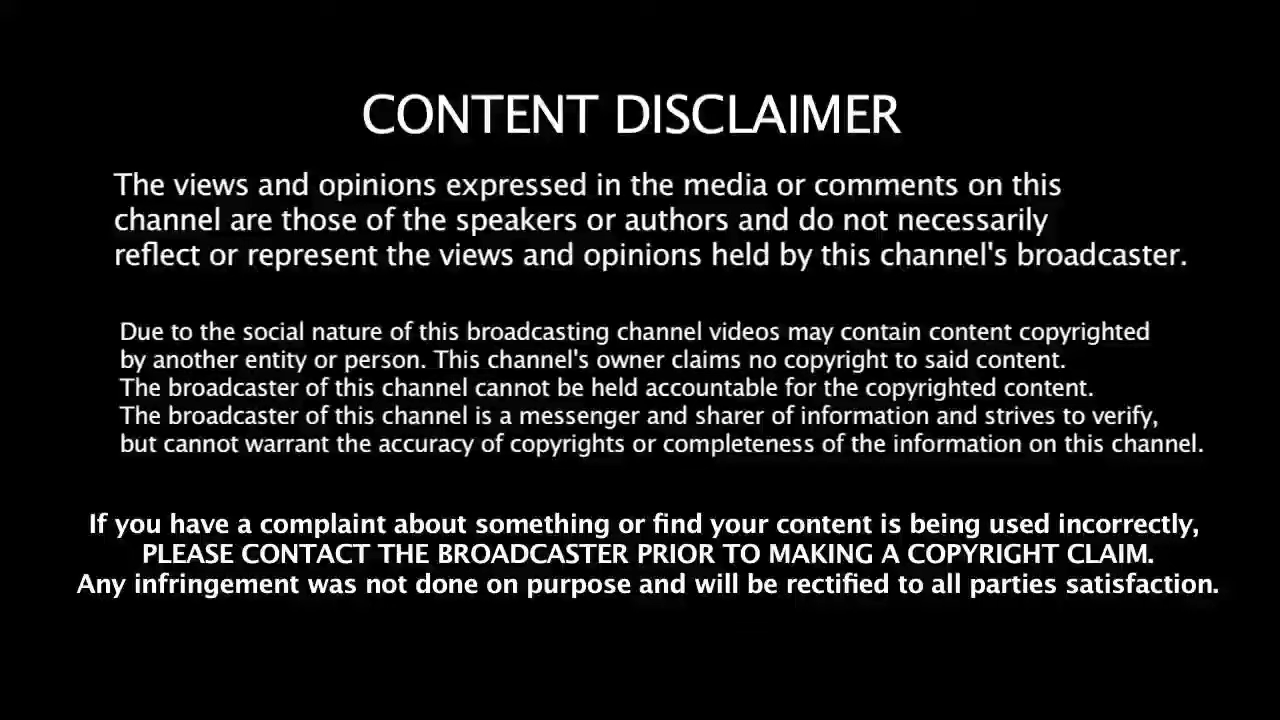 CONTENT DISCLAIMER
The views and opinions expressed in the media or comments on this
channel are those of the speakers or authors and do not necessarily
reflect or represent the views and opinions held by this channel's broadcaster.
Due to the social nature of this broadcasting channel videos may contain content copyrighted
by another entity or person. This channel's owner claims no copyright to said content.
The broadcaster of this channel cannot be held accountable for the copyrighted content.
The broadcaster of this channel is a messenger and sharer of information and strives to verify,
but cannot warrant the accuracy of copyrights or completeness of the information on this channel.
If you have a complaint about something or find your content is being used incorrectly,
PLEASE CONTACT THE BROADCASTER PRIOR TO MAKING A COPYRIGHT CLAIM.
Any infringement was not done on purpose and will be rectified to all parties satisfaction.